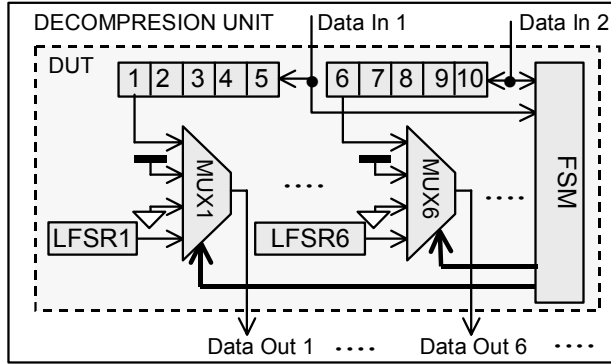 DECOMPRESION UNIT Data In 1 Data In 2
DUT
1 2 3 4 5 6 7 8 9 10
MUX1 MUX6 FSM
.... ....
LFSR1 LFSR6
Data Out 1 .... Data Out 6 ....